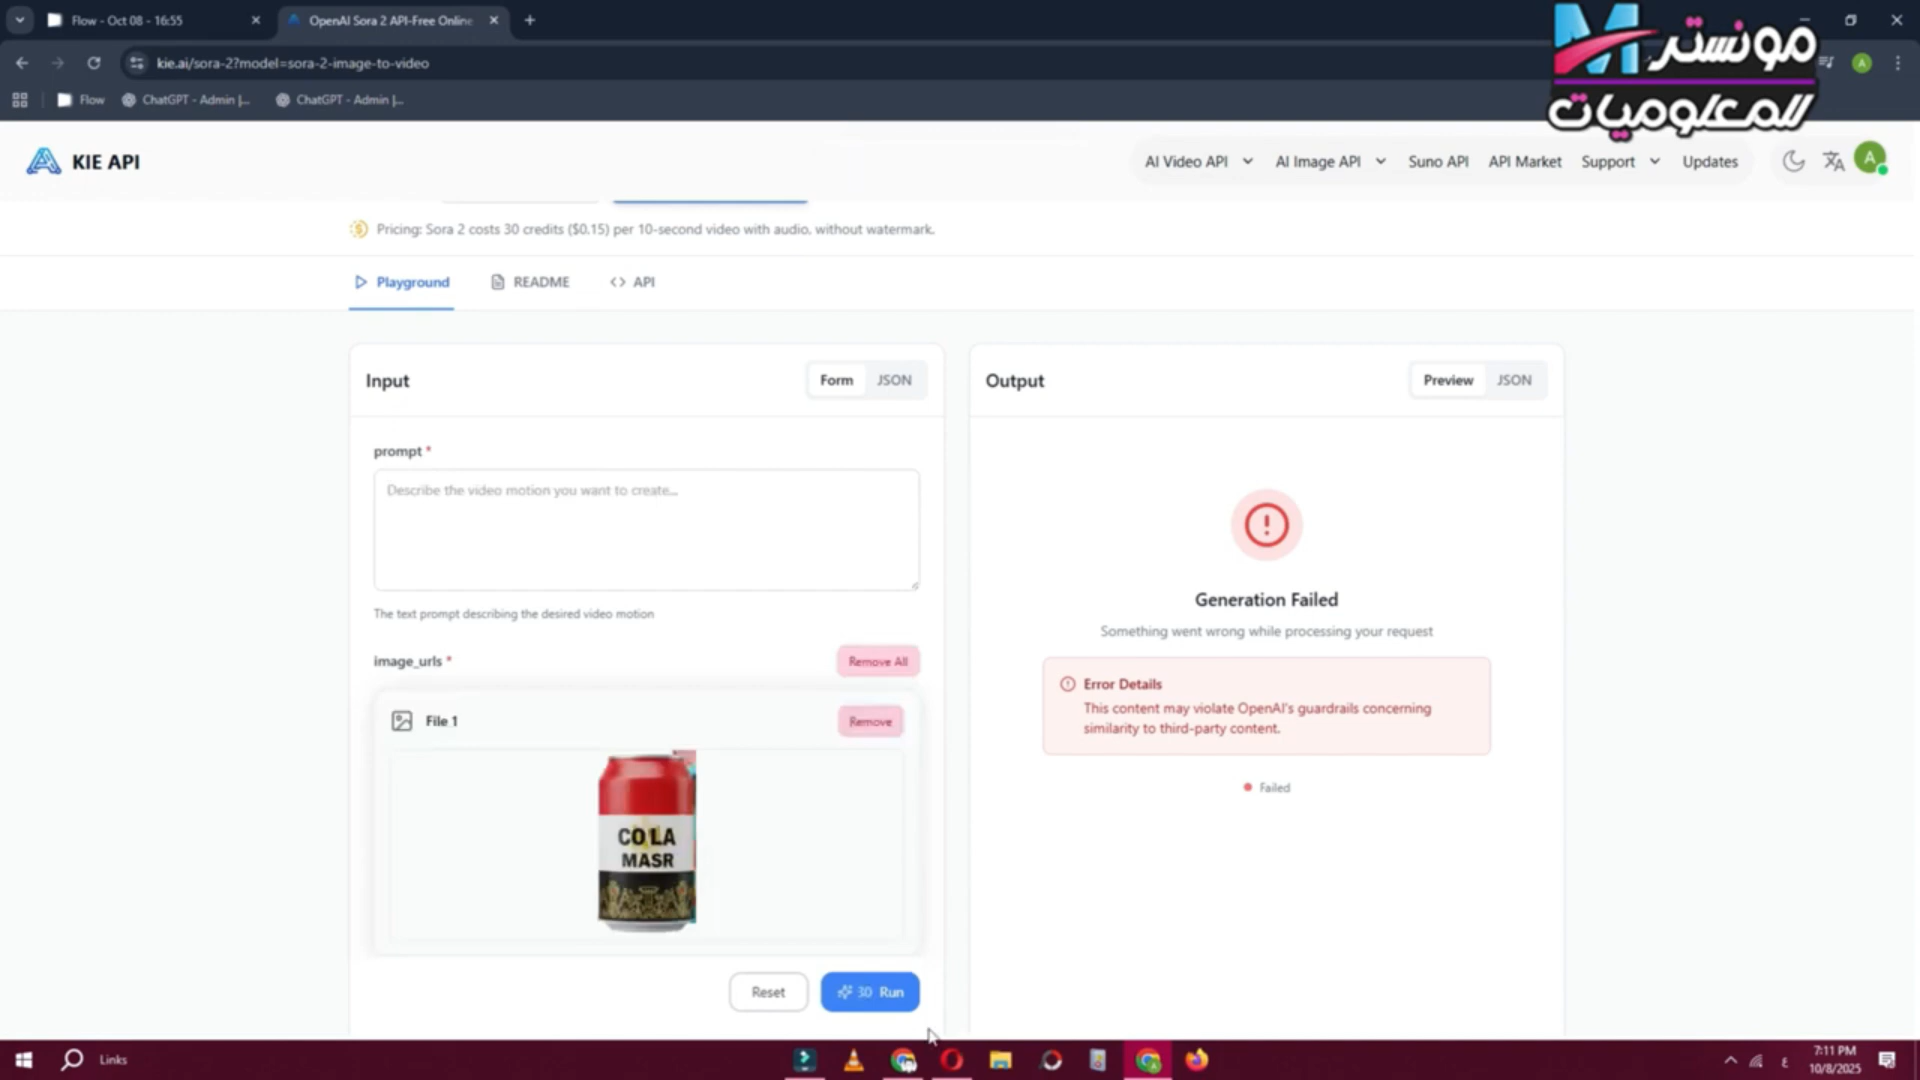 Flow - Oct 08 - 16:55
OpenAI Sora 2 API-Free Online
kie.ai/sora-2?model=sora-2-image-to-video
Flow
ChatGPT - Admin |...
ChatGPT - Admin |...
مونستر
للمعلوميات
KIE API
AI Video API
AI Image API
Suno API
API Market
Support
Updates
A
Pricing: Sora 2 costs 30 credits ($0.15) per 10-second video with audio. without watermark.
Playground
README
API
Input
Form
JSON
Output
Preview
JSON
prompt *
Describe the video motion you want to create...
The text prompt describing the desired video motion
image_urls *
Remove All
File 1
Remove
COLA
MASR
Reset
30 Run
Generation Failed
Something went wrong while processing your request
Error Details
This content may violate OpenAI's guardrails concerning
similarity to third-party content.
Failed
Links
ع
7:11 PM
10/8/2025